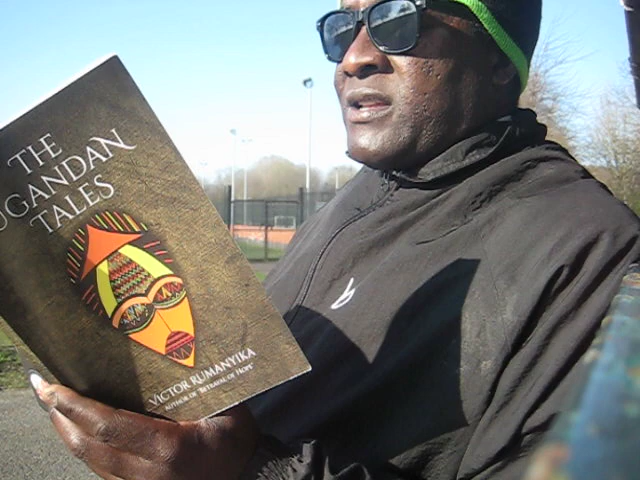 THE
UGANDAN
TALES
VICTOR RUMANYIKA
AUTHOR OF 'BETRAYAL OF HOPE'